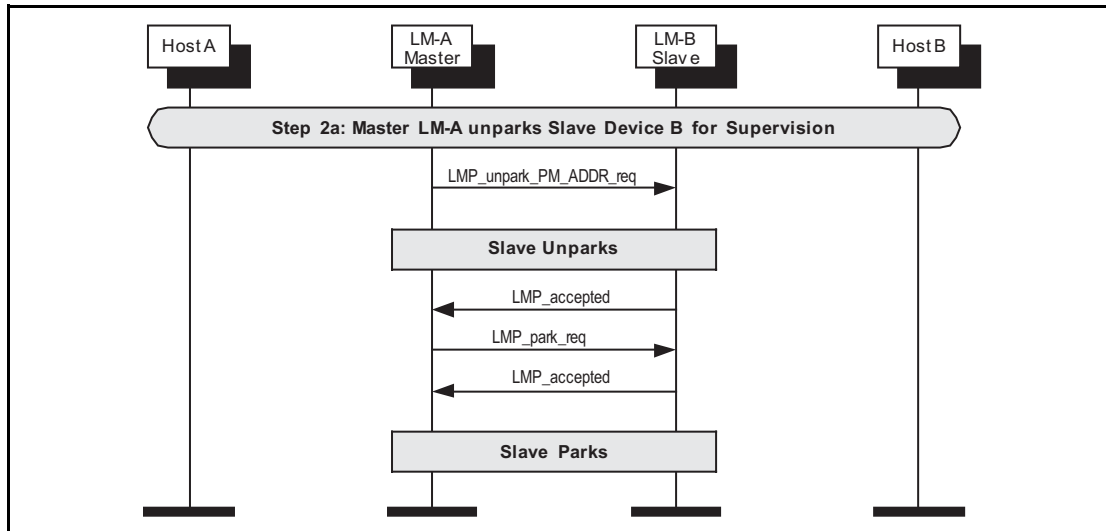 Host A
LM-A
Master
LM-B
Slave
Host B
Step 2a: Master LM-A unparks Slave Device B for Supervision
LMP_unpark_PM_ADDR_req
Slave Unparks
LMP_accepted
LMP_park_req
LMP_accepted
Slave Parks